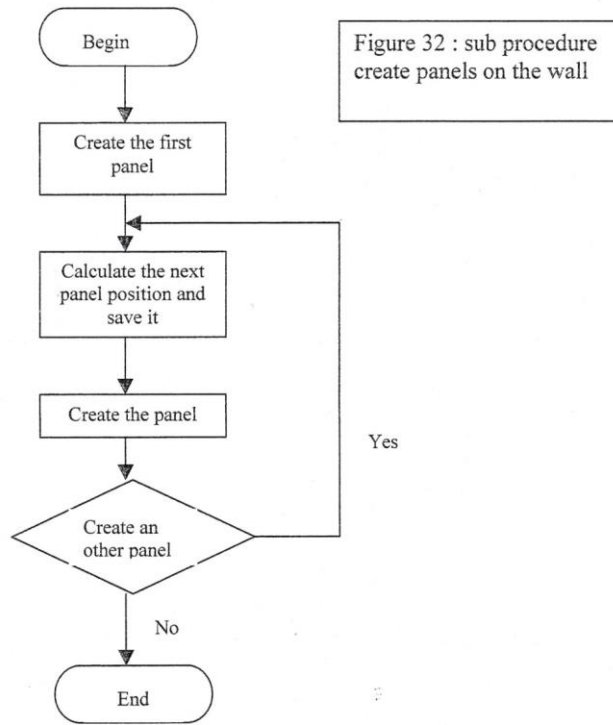 Begin
Figure 32 : sub procedure
create panels on the wall
Create the first
panel
Calculate the next
panel position and
save it
Create the panel
Yes
Create an
other panel
No
End